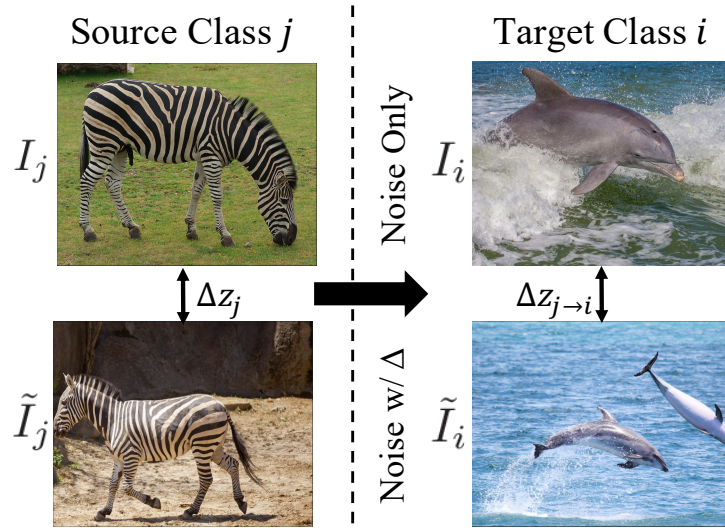 Source Class j
Target Class i
I_j
Noise Only
I_i
Δz_j
Δz_{j→i}
Ĩ_j
Noise w/ Δ
Ĩ_i